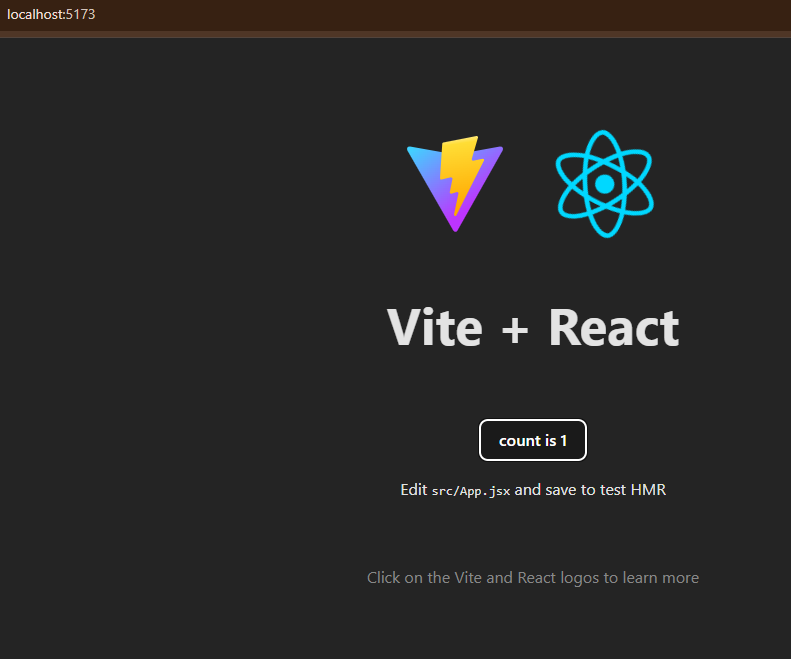 localhost:5173
Vite + React
count is 1
Edit src/App.jsx and save to test HMR
Click on the Vite and React logos to learn more